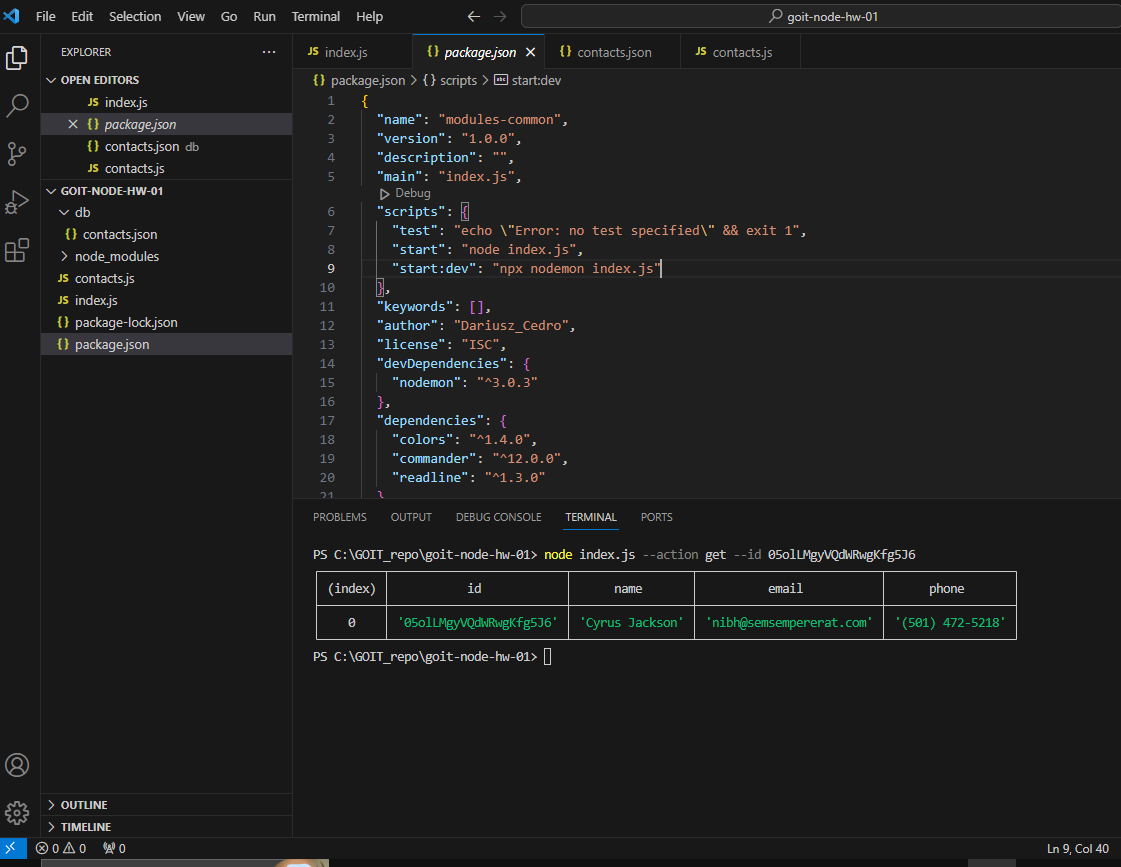 File Edit Selection View Go Run Terminal Help
goit-node-hw-01
EXPLORER ···
OPEN EDITORS
JS index.js
{} package.json
{} contacts.json db
JS contacts.js
GOIT-NODE-HW-01
db
{} contacts.json
node_modules
JS contacts.js
JS index.js
{} package-lock.json
{} package.json
OUTLINE
TIMELINE
JS index.js {} package.json {} contacts.json JS contacts.js
{} package.json > {} scripts > abc start:dev
1 {
2 "name": "modules-common",
3 "version": "1.0.0",
4 "description": "",
5 "main": "index.js",
Debug
6 "scripts": {
7 "test": "echo \"Error: no test specified\" && exit 1",
8 "start": "node index.js",
9 "start:dev": "npx nodemon index.js"
10 },
11 "keywords": [],
12 "author": "Dariusz_Cedro",
13 "license": "ISC",
14 "devDependencies": {
15 "nodemon": "^3.0.3"
16 },
17 "dependencies": {
18 "colors": "^1.4.0",
19 "commander": "^12.0.0",
20 "readline": "^1.3.0"
21 }
PROBLEMS OUTPUT DEBUG CONSOLE TERMINAL PORTS
PS C:\GOIT_repo\goit-node-hw-01> node index.js --action get --id 05olLMgyVQdWRwgKfg5J6
(index) id name email phone
0 '05olLMgyVQdWRwgKfg5J6' 'Cyrus Jackson' 'nibh@semsempererat.com' '(501) 472-5218'
PS C:\GOIT_repo\goit-node-hw-01>
0 0 0 Ln 9, Col 40